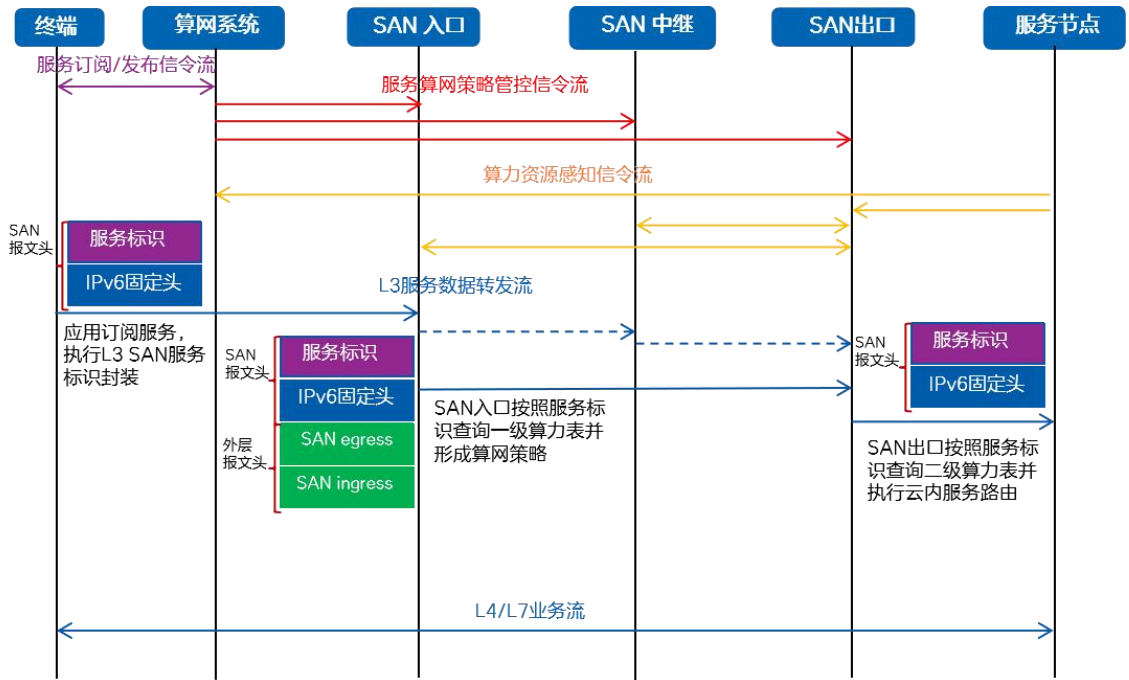 终端
算网系统
SAN 入口
SAN 中继
SAN出口
服务节点
服务订阅/发布信令流
服务算网策略管控信令流
算力资源感知信令流
SAN
报文头
服务标识
IPv6固定头
L3服务数据转发流
应用订阅服务，
执行L3 SAN服务
标识封装
SAN
报文头
服务标识
IPv6固定头
外层
报文头
SAN egress
SAN ingress
SAN入口按照服务标
识查询一级算力表并
形成算网策略
SAN
报文头
服务标识
IPv6固定头
SAN出口按照服务标
识查询二级算力表并
执行云内服务路由
L4/L7业务流